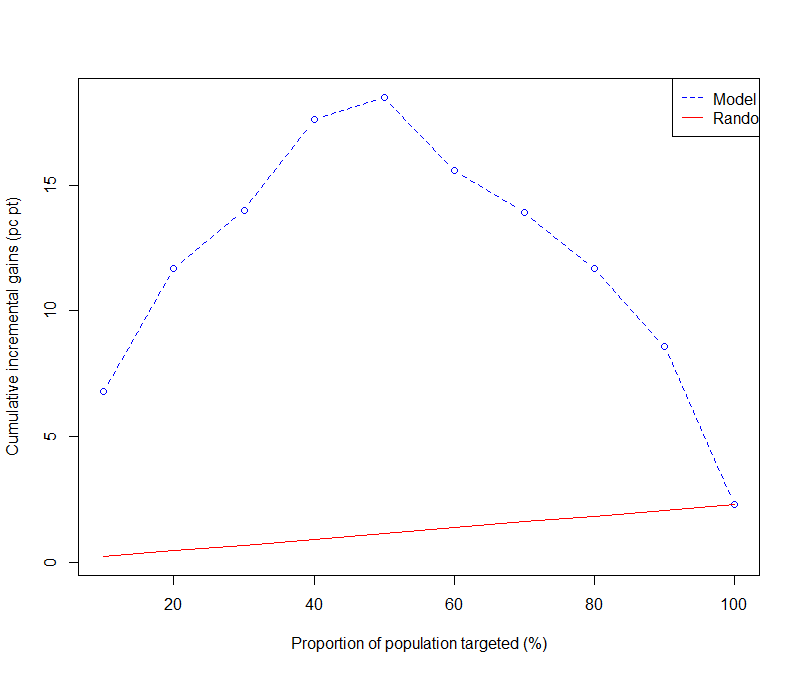 Model
Rando
Cumulative incremental gains (pc pt)
15
10
5
0
20 40 60 80 100
Proportion of population targeted (%)